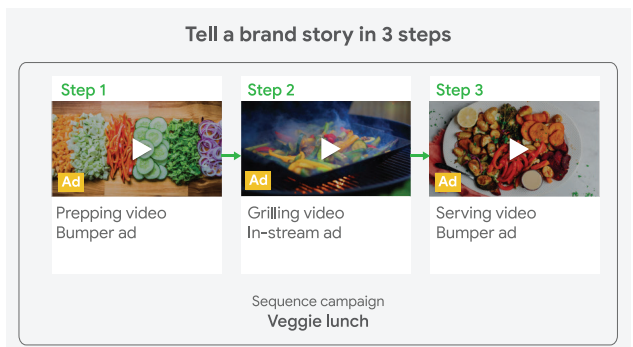 Tell a brand story in 3 steps
Step 1
Ad
Prepping video
Bumper ad
Step 2
Ad
Grilling video
In-stream ad
Step 3
Ad
Serving video
Bumper ad
Sequence campaign
Veggie lunch